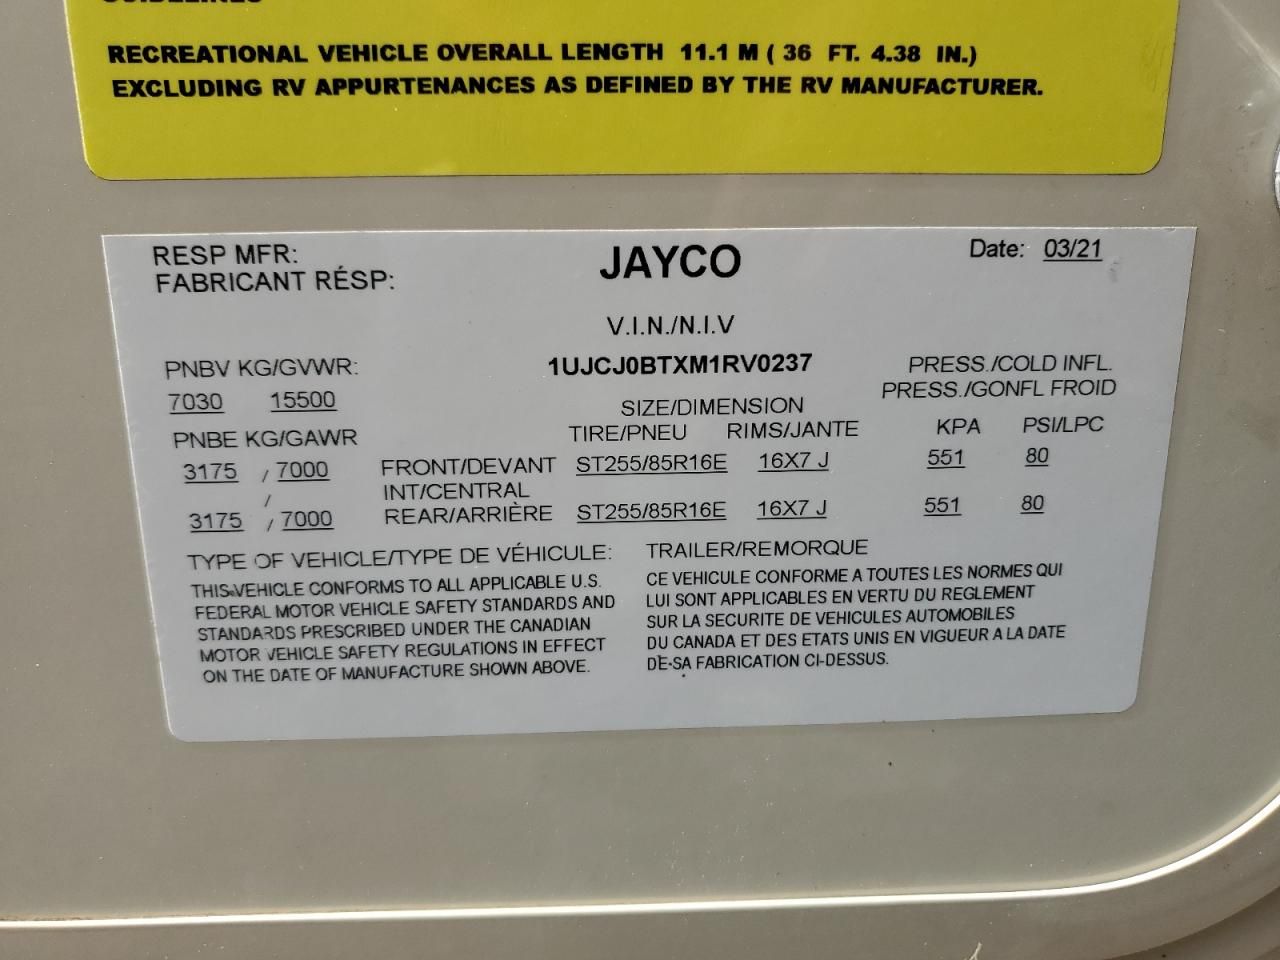 GUIDELINES
RECREATIONAL VEHICLE OVERALL LENGTH 11.1 M ( 36 FT. 4.38 IN.)
EXCLUDING RV APPURTENANCES AS DEFINED BY THE RV MANUFACTURER.
RESP MFR: JAYCO Date: 03/21
FABRICANT RÉSP:
V.I.N./N.I.V
PNBV KG/GVWR: 1UJCJ0BTXM1RV0237 PRESS./COLD INFL.
7030 15500 SIZE/DIMENSION PRESS./GONFL FROID
PNBE KG/GAWR TIRE/PNEU RIMS/JANTE KPA PSI/LPC
3175 / 7000 FRONT/DEVANT ST255/85R16E 16X7 J 551 80
/ INT/CENTRAL
3175 / 7000 REAR/ARRIÈRE ST255/85R16E 16X7 J 551 80
TYPE OF VEHICLE/TYPE DE VÉHICULE: TRAILER/REMORQUE
THIS VEHICLE CONFORMS TO ALL APPLICABLE U.S.
FEDERAL MOTOR VEHICLE SAFETY STANDARDS AND
STANDARDS PRESCRIBED UNDER THE CANADIAN
MOTOR VEHICLE SAFETY REGULATIONS IN EFFECT
ON THE DATE OF MANUFACTURE SHOWN ABOVE.
CE VEHICULE CONFORME A TOUTES LES NORMES QUI
LUI SONT APPLICABLES EN VERTU DU REGLEMENT
SUR LA SECURITE DE VEHICULES AUTOMOBILES
DU CANADA ET DES ETATS UNIS EN VIGUEUR A LA DATE
DE-SA FABRICATION CI-DESSUS.